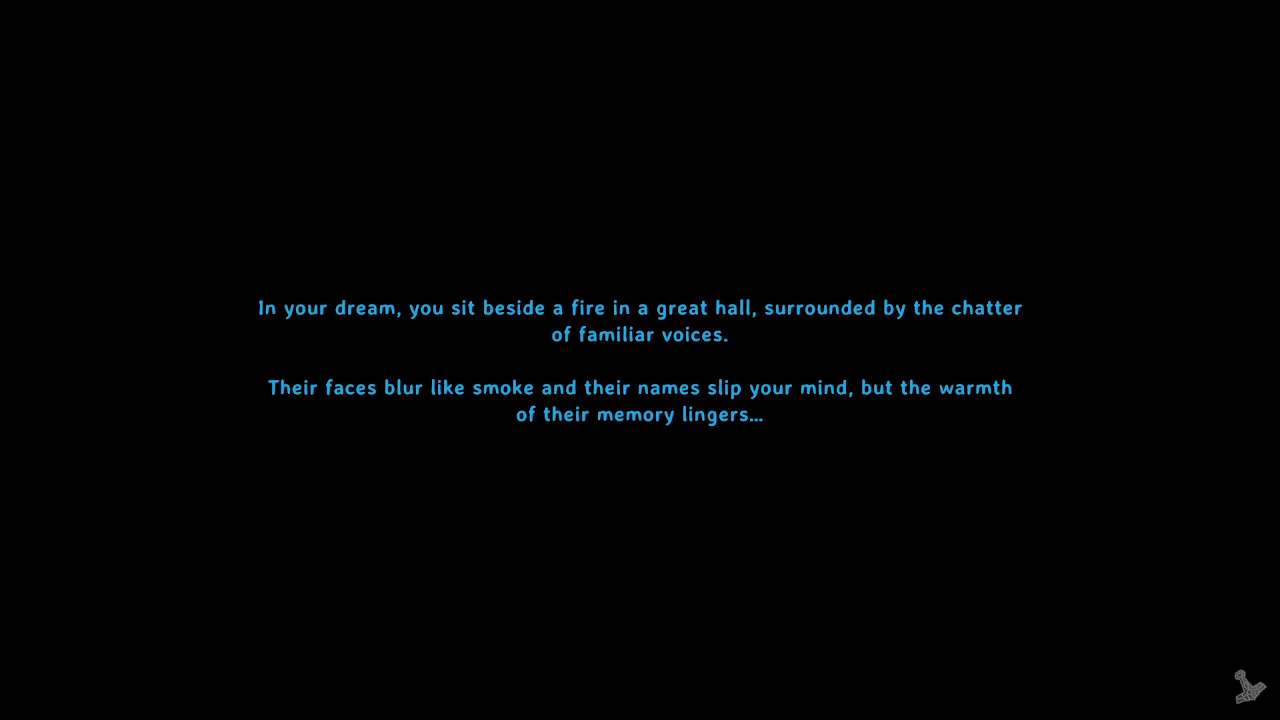 In your dream, you sit beside a fire in a great hall, surrounded by the chatter
of familiar voices.
Their faces blur like smoke and their names slip your mind, but the warmth
of their memory lingers...